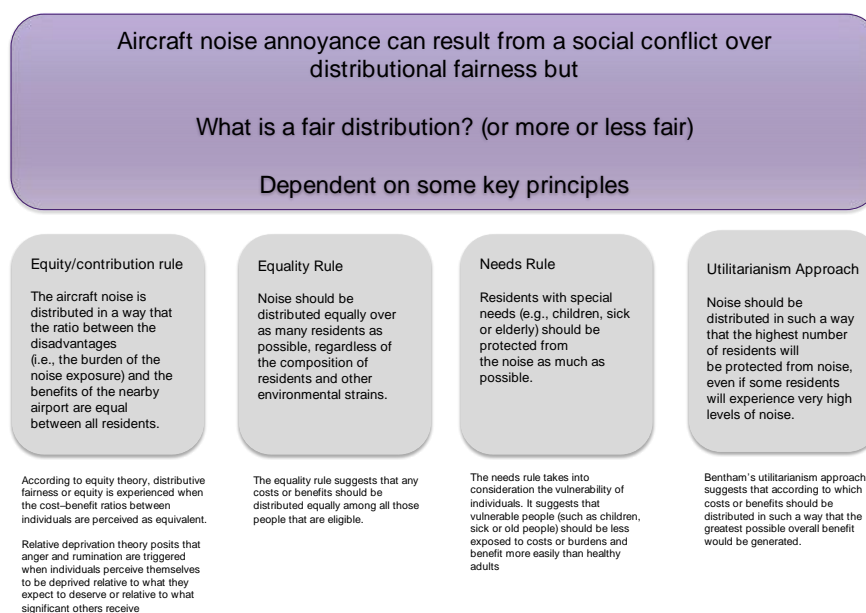 Aircraft noise annoyance can result from a social conflict over
distributional fairness but
What is a fair distribution? (or more or less fair)
Dependent on some key principles
Equity/contribution rule
The aircraft noise is
distributed in a way that
the ratio between the
disadvantages
(i.e., the burden of the
noise exposure) and the
benefits of the nearby
airport are equal
between all residents.
Equality Rule
Noise should be
distributed equally over
as many residents as
possible, regardless of
the composition of
residents and other
environmental strains.
Needs Rule
Residents with special
needs (e.g., children, sick
or elderly) should be
protected from
the noise as much as
possible.
Utilitarianism Approach
Noise should be
distributed in such a way
that the highest number
of residents will
be protected from noise,
even if some residents
will experience very high
levels of noise.
According to equity theory, distributive
fairness or equity is experienced when
the cost–benefit ratios between
individuals are perceived as equivalent.
Relative deprivation theory posits that
anger and rumination are triggered
when individuals perceive themselves
to be deprived relative to what they
expect to deserve or relative to what
significant others receive
The equality rule suggests that any
costs or benefits should be
distributed equally among all those
people that are eligible.
The needs rule takes into
consideration the vulnerability of
individuals. It suggests that
vulnerable people (such as children,
sick or old people) should be less
exposed to costs or burdens and
benefit more easily than healthy
adults
Bentham's utilitarianism approach
suggests that according to which
costs or benefits should be
distributed in such a way that the
greatest possible overall benefit
would be generated.